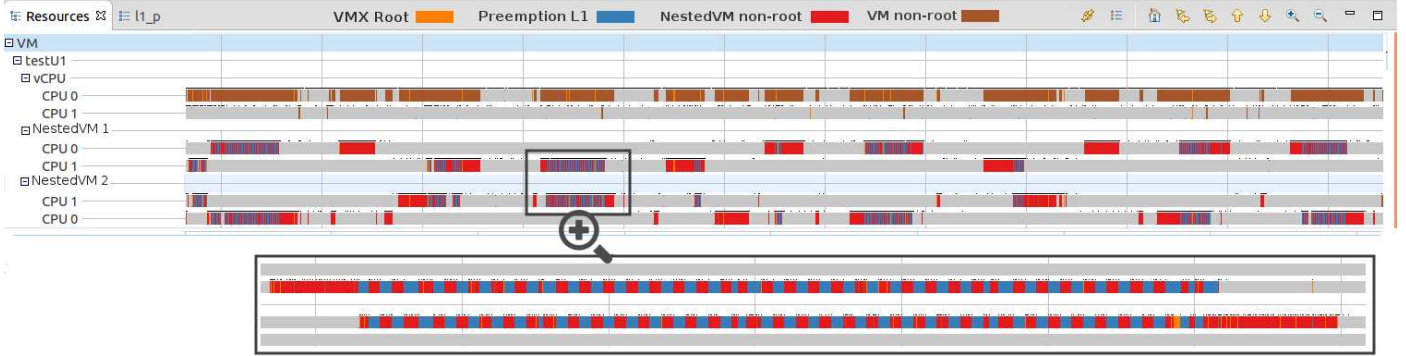 Resources l1_p VMX Root Preemption L1 NestedVM non-root VM non-root
VM
testU1
vCPU
CPU 0
CPU 1
NestedVM 1
CPU 0
CPU 1
NestedVM 2
CPU 1
CPU 0